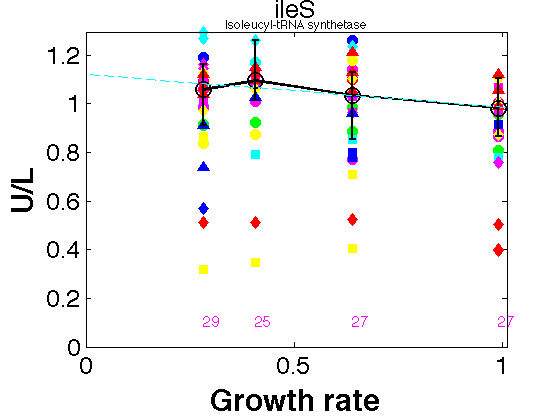 ileS
Isoleucyl-tRNA synthetase
1.2
1
0.8
0.6
0.4
0.2
0
U/L
29 25 27 27
0 0.5 1
Growth rate